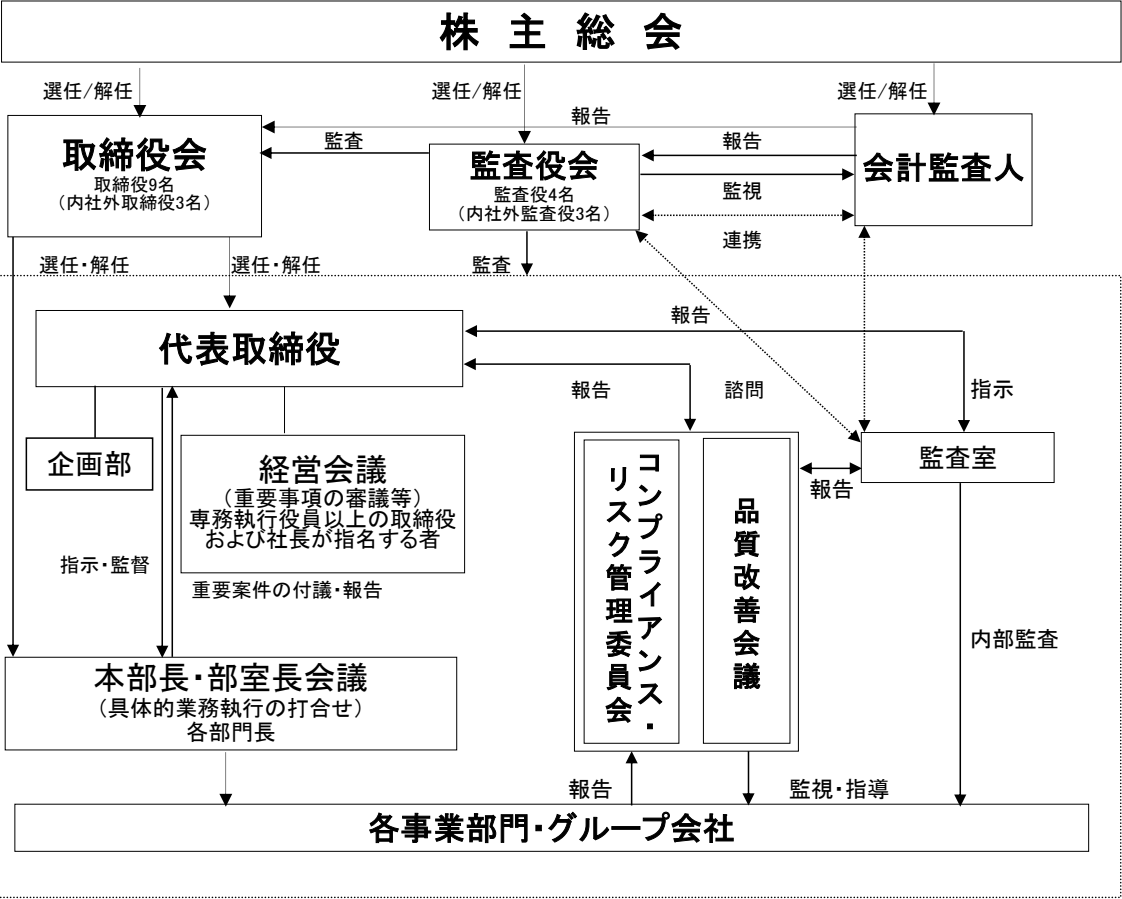 株 主 総 会
選任/解任
選任/解任
選任/解任
報告
取締役会
取締役9名
（内社外取締役3名）
監査
監査役会
監査役4名
（内社外監査役3名）
報告
監視
連携
会計監査人
選任・解任
選任・解任
監査
代表取締役
報告
報告
諮問
指示
企画部
経営会議
（重要事項の審議等）
専務執行役員以上の取締役
および社長が指名する者
コンプライアンス・
リスク管理委員会
品質改善会議
監査室
報告
指示・監督
重要案件の付議・報告
内部監査
本部長・部室長会議
（具体的業務執行の打合せ）
各部門長
報告
監視・指導
各事業部門・グループ会社